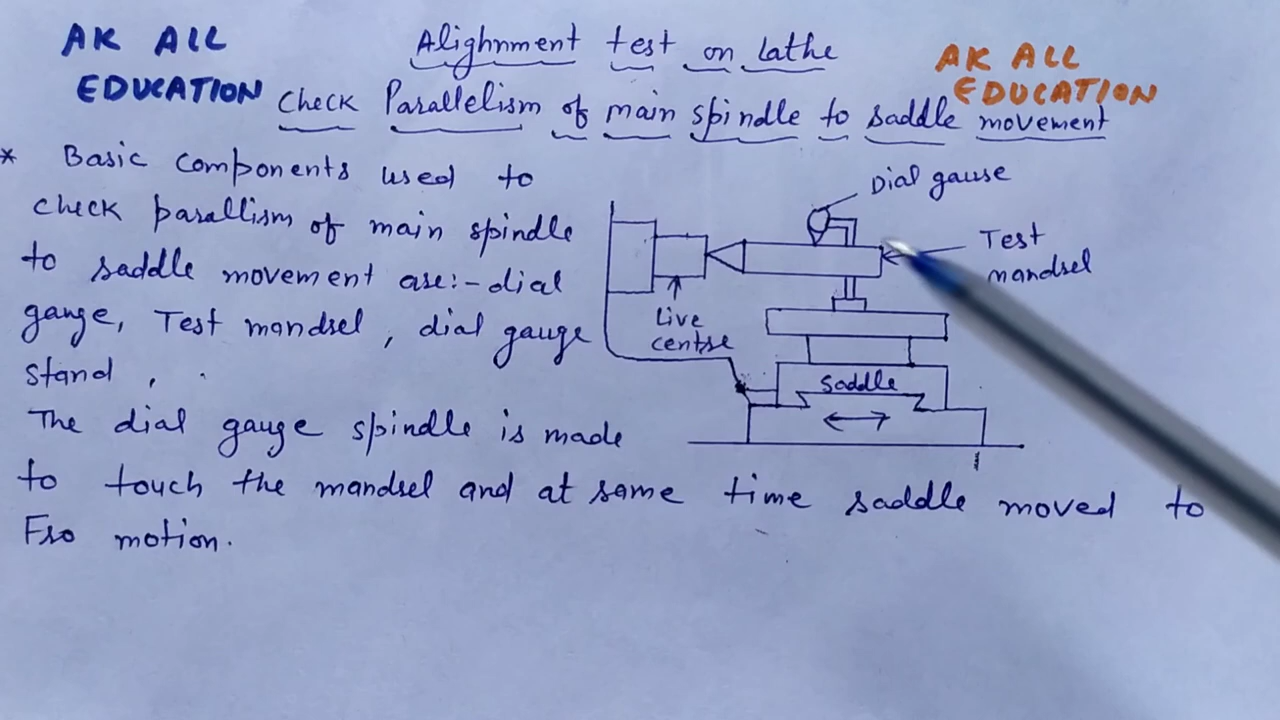 AK ALL
EDUCATION
Alighnment test on Lathe
AK ALL
EDUCATION
Check Parallelism of main spindle to saddle movement
* Basic components used to
check parallism of main spindle
to saddle movement are:- dial
gauge, Test mandrel, dial gauge
stand,
The dial gauge spindle is made
to touch the mandrel and at same time saddle moved to
Fro motion.
Dial gauge
Test
mandrel
Live
centre
saddle